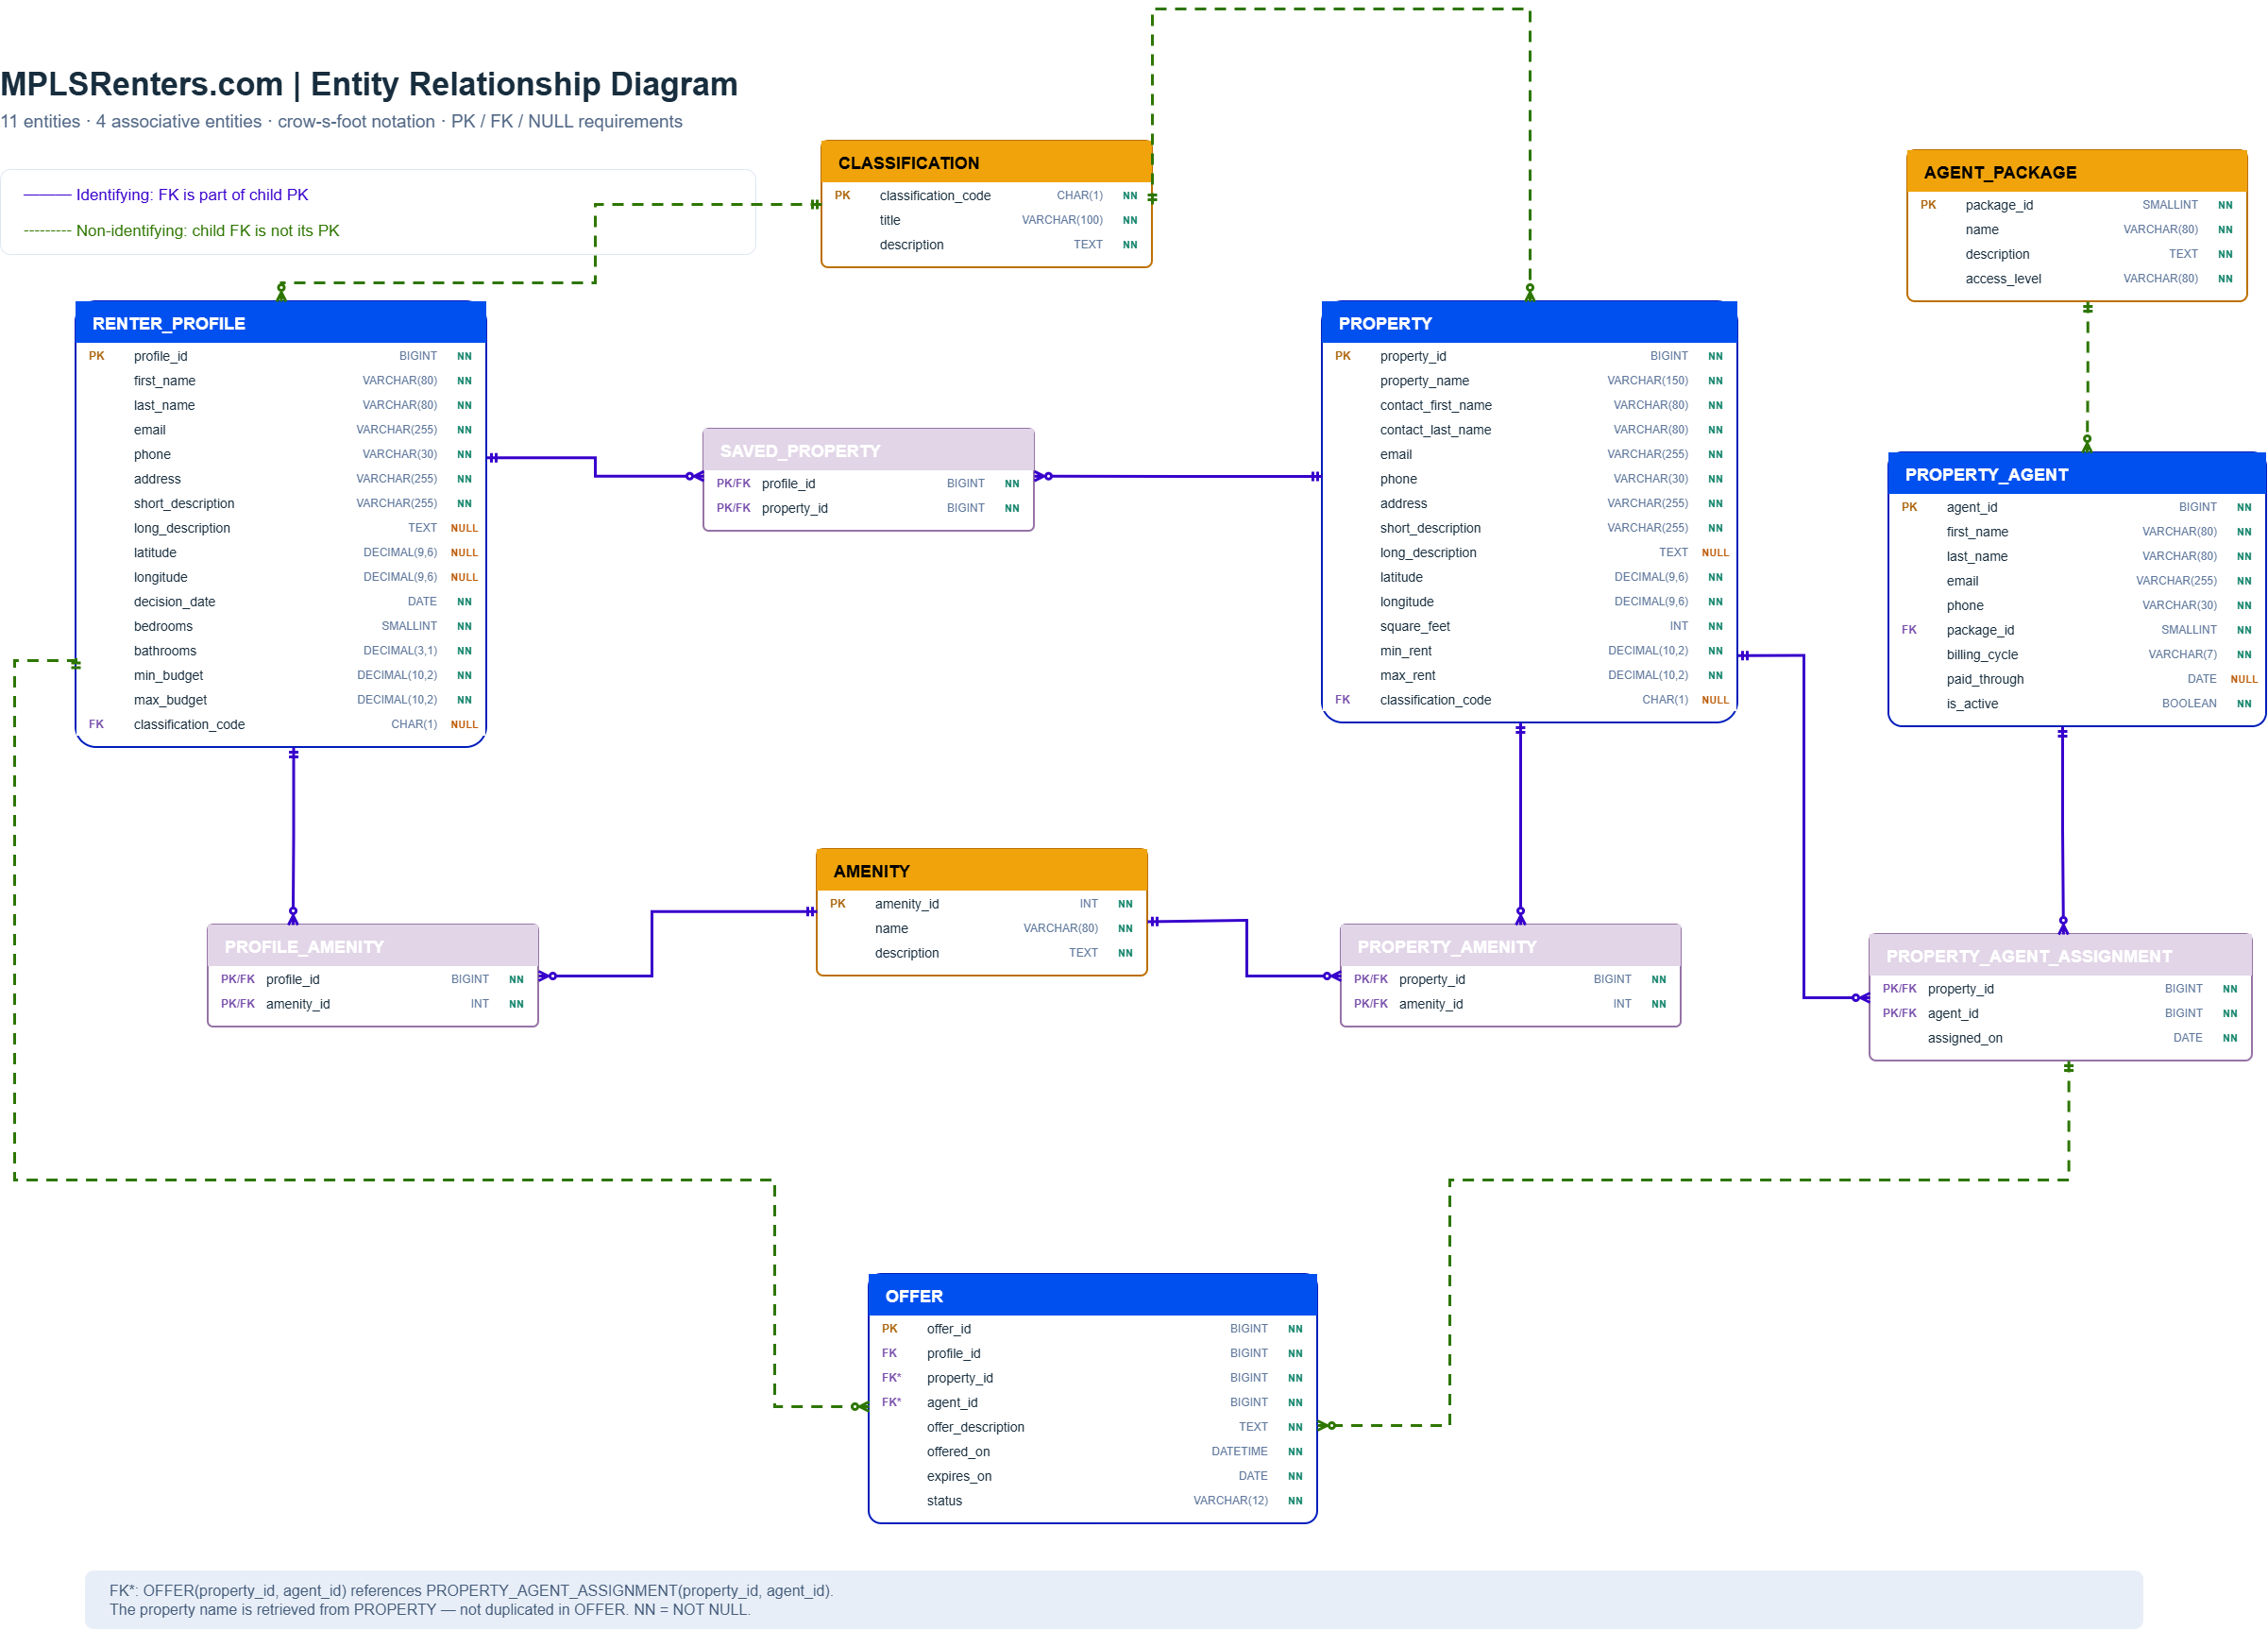 MPLSRenters.com | Entity Relationship Diagram
11 entities · 4 associative entities · crow-s-foot notation · PK / FK / NULL requirements
——— Identifying: FK is part of child PK
--------- Non-identifying: child FK is not its PK
CLASSIFICATION
PK classification_code CHAR(1) NN
title VARCHAR(100) NN
description TEXT NN
AGENT_PACKAGE
PK package_id SMALLINT NN
name VARCHAR(80) NN
description TEXT NN
access_level VARCHAR(80) NN
RENTER_PROFILE
PK profile_id BIGINT NN
first_name VARCHAR(80) NN
last_name VARCHAR(80) NN
email VARCHAR(255) NN
phone VARCHAR(30) NN
address VARCHAR(255) NN
short_description VARCHAR(255) NN
long_description TEXT NULL
latitude DECIMAL(9,6) NULL
longitude DECIMAL(9,6) NULL
decision_date DATE NN
bedrooms SMALLINT NN
bathrooms DECIMAL(3,1) NN
min_budget DECIMAL(10,2) NN
max_budget DECIMAL(10,2) NN
FK classification_code CHAR(1) NULL
SAVED_PROPERTY
PK/FK profile_id BIGINT NN
PK/FK property_id BIGINT NN
PROPERTY
PK property_id BIGINT NN
property_name VARCHAR(150) NN
contact_first_name VARCHAR(80) NN
contact_last_name VARCHAR(80) NN
email VARCHAR(255) NN
phone VARCHAR(30) NN
address VARCHAR(255) NN
short_description VARCHAR(255) NN
long_description TEXT NULL
latitude DECIMAL(9,6) NN
longitude DECIMAL(9,6) NN
square_feet INT NN
min_rent DECIMAL(10,2) NN
max_rent DECIMAL(10,2) NN
FK classification_code CHAR(1) NULL
PROPERTY_AGENT
PK agent_id BIGINT NN
first_name VARCHAR(80) NN
last_name VARCHAR(80) NN
email VARCHAR(255) NN
phone VARCHAR(30) NN
FK package_id SMALLINT NN
billing_cycle VARCHAR(7) NN
paid_through DATE NULL
is_active BOOLEAN NN
PROFILE_AMENITY
PK/FK profile_id BIGINT NN
PK/FK amenity_id INT NN
AMENITY
PK amenity_id INT NN
name VARCHAR(80) NN
description TEXT NN
PROPERTY_AMENITY
PK/FK property_id BIGINT NN
PK/FK amenity_id INT NN
PROPERTY_AGENT_ASSIGNMENT
PK/FK property_id BIGINT NN
PK/FK agent_id BIGINT NN
assigned_on DATE NN
OFFER
PK offer_id BIGINT NN
FK profile_id BIGINT NN
FK* property_id BIGINT NN
FK* agent_id BIGINT NN
offer_description TEXT NN
offered_on DATETIME NN
expires_on DATE NN
status VARCHAR(12) NN
FK*: OFFER(property_id, agent_id) references PROPERTY_AGENT_ASSIGNMENT(property_id, agent_id).
The property name is retrieved from PROPERTY — not duplicated in OFFER. NN = NOT NULL.